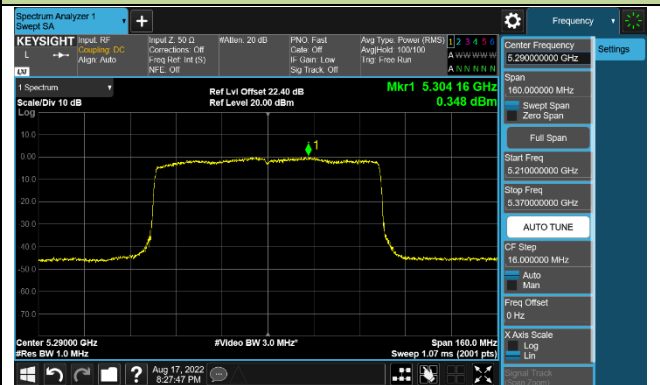 Spectrum Analyzer 1
Swept SA
+
Frequency
KEYSIGHT
Input: RF
Coupling: DC
Align: Auto
Input Z: 50 Ω
Corrections: Off
Freq Ref: Int (S)
NFE: Off
#Atten: 20 dB
PNO: Fast
Gate: Off
IF Gain: Low
Sig Track: Off
Avg Type: Power (RMS)
Avg|Hold: 100/100
Trig: Free Run
1 2 3 4 5 6
A W W W W W
A N N N N N
L
LXI
1 Spectrum
Scale/Div 10 dB
Log
Ref Lvl Offset 22.40 dB
Ref Level 20.00 dBm
Mkr1 5.304 16 GHz
0.348 dBm
1
10.0
0.00
-10.0
-20.0
-30.0
-40.0
-50.0
-60.0
-70.0
Center 5.29000 GHz
#Res BW 1.0 MHz
#Video BW 3.0 MHz*
Span 160.0 MHz
Sweep 1.07 ms (2001 pts)
Aug 17, 2022
8:27:47 PM
?
Center Frequency
5.290000000 GHz
Settings
Span
160.000000 MHz
Swept Span
Zero Span
Full Span
Start Freq
5.210000000 GHz
Stop Freq
5.370000000 GHz
AUTO TUNE
CF Step
16.000000 MHz
Auto
Man
Freq Offset
0 Hz
X Axis Scale
Log
Lin
Signal Track
(Span Zoom)